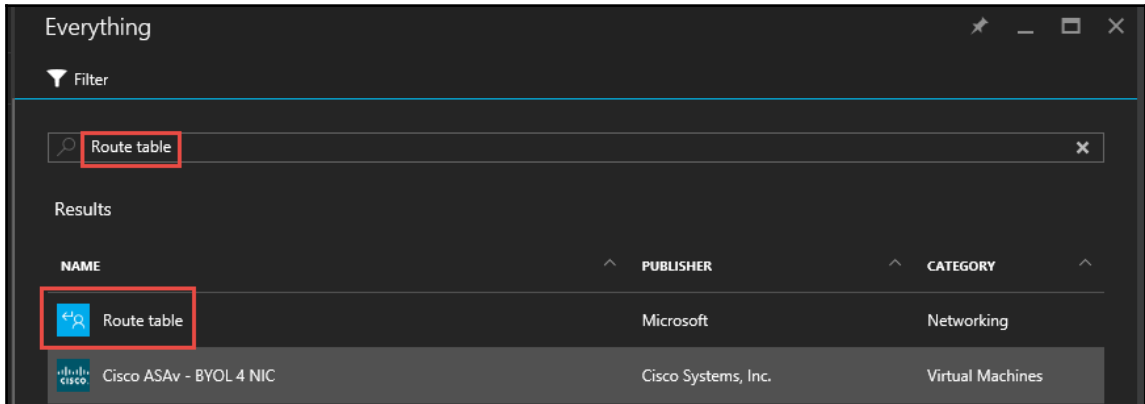 Everything
Filter
Route table
Results
NAME PUBLISHER CATEGORY
Route table Microsoft Networking
CISCO. Cisco ASAv - BYOL 4 NIC Cisco Systems, Inc. Virtual Machines